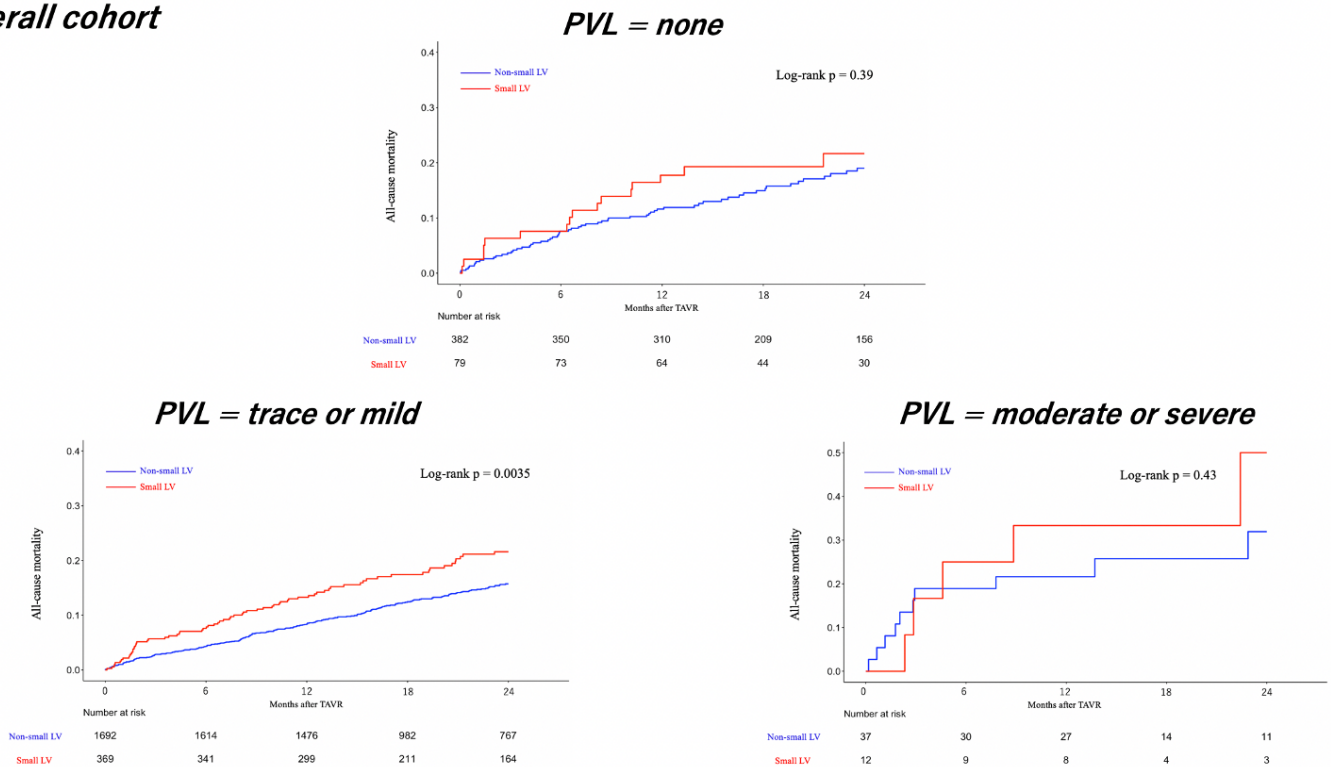 erall cohort
PVL = none
0.4
0.3
0.2
0.1
0.0
All-cause mortality
Non-small LV
Small LV
Log-rank p = 0.39
0 6 12 18 24
Months after TAVR
Number at risk
Non-small LV 382 350 310 209 156
Small LV 79 73 64 44 30
PVL = trace or mild
0.4
0.3
0.2
0.1
0.0
All-cause mortality
Non-small LV
Small LV
Log-rank p = 0.0035
0 6 12 18 24
Months after TAVR
Number at risk
Non-small LV 1692 1614 1476 982 767
Small LV 369 341 299 211 164
PVL = moderate or severe
0.5
0.4
0.3
0.2
0.1
0.0
All-cause mortality
Non-small LV
Small LV
Log-rank p = 0.43
0 6 12 18 24
Months after TAVR
Number at risk
Non-small LV 37 30 27 14 11
Small LV 12 9 8 4 3